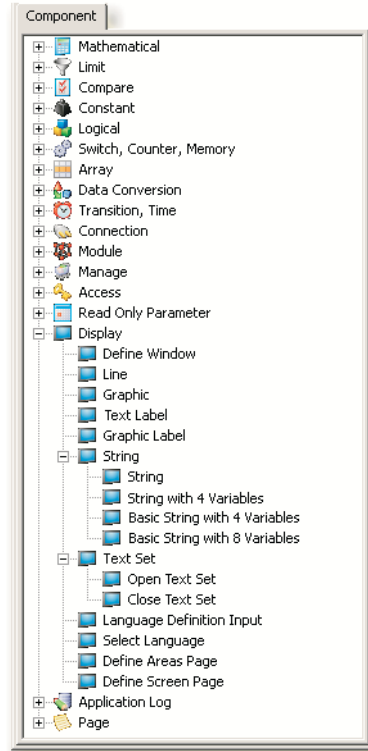 Component
Mathematical
Limit
Compare
Constant
Logical
Switch, Counter, Memory
Array
Data Conversion
Transition, Time
Connection
Module
Manage
Access
Read Only Parameter
Display
Define Window
Line
Graphic
Text Label
Graphic Label
String
String
String with 4 Variables
Basic String with 4 Variables
Basic String with 8 Variables
Text Set
Open Text Set
Close Text Set
Language Definition Input
Select Language
Define Areas Page
Define Screen Page
Application Log
Page